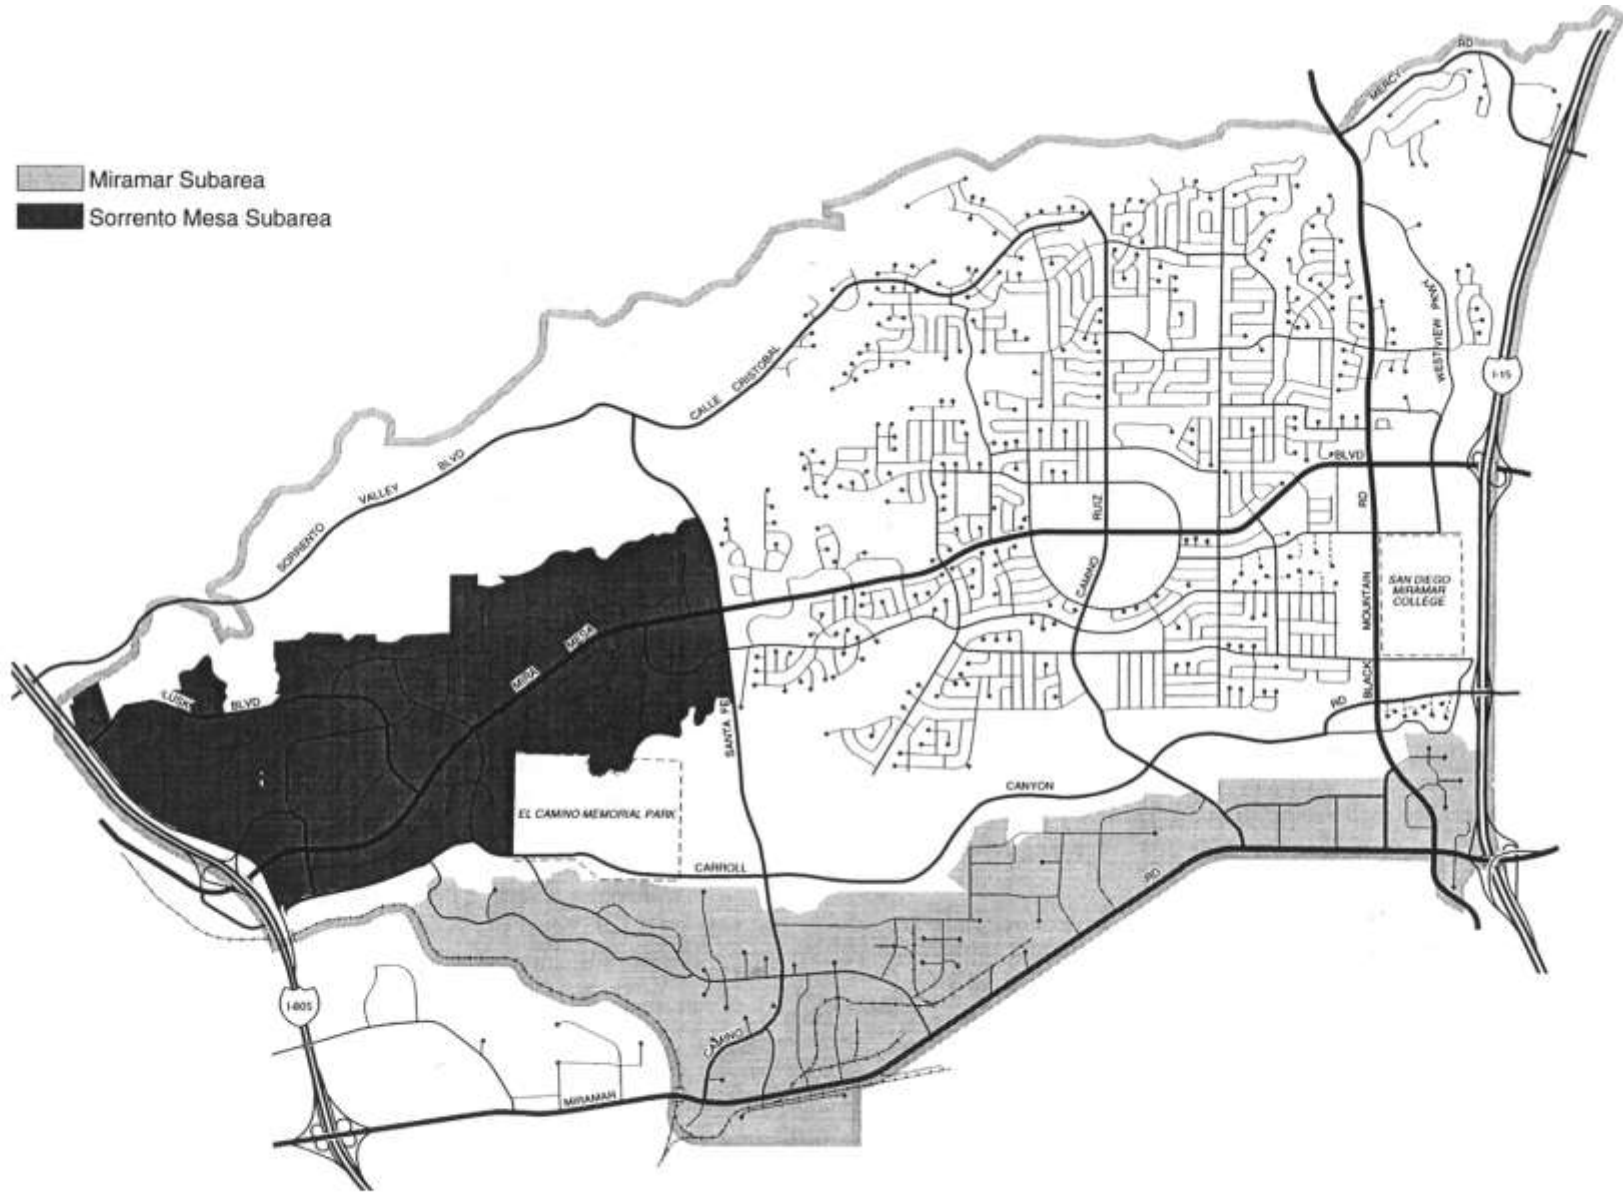 RD
MERCY
Miramar Subarea
Sorrento Mesa Subarea
WEST VIEW PKWY
CALLE CRISTOBAL
I-15
SORRENTO VALLEY BLVD
BLVD
RUIZ
RD
CAMINO
SAN DIEGO
MIRAMAR
COLLEGE
MOUNTAIN
MIRA MESA
BLACK
LUSK BLVD
SANTA FE
RD
CANYON
EL CAMINO MEMORIAL PARK
CARROLL
RD
I-805
CAMINO
MIRAMAR